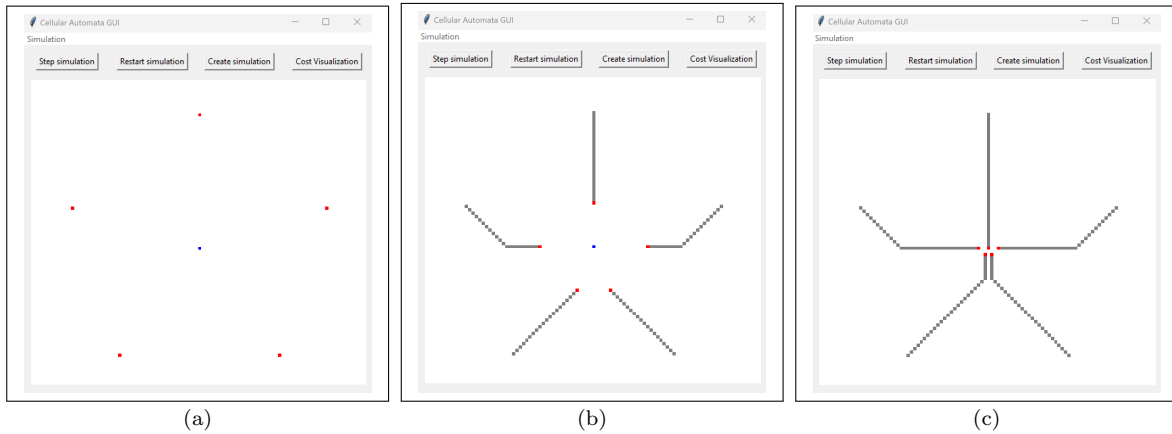 Cellular Automata GUI
Simulation
Step simulation Restart simulation Create simulation Cost Visualization
(a)
Cellular Automata GUI
Simulation
Step simulation Restart simulation Create simulation Cost Visualization
(b)
Cellular Automata GUI
Simulation
Step simulation Restart simulation Create simulation Cost Visualization
(c)